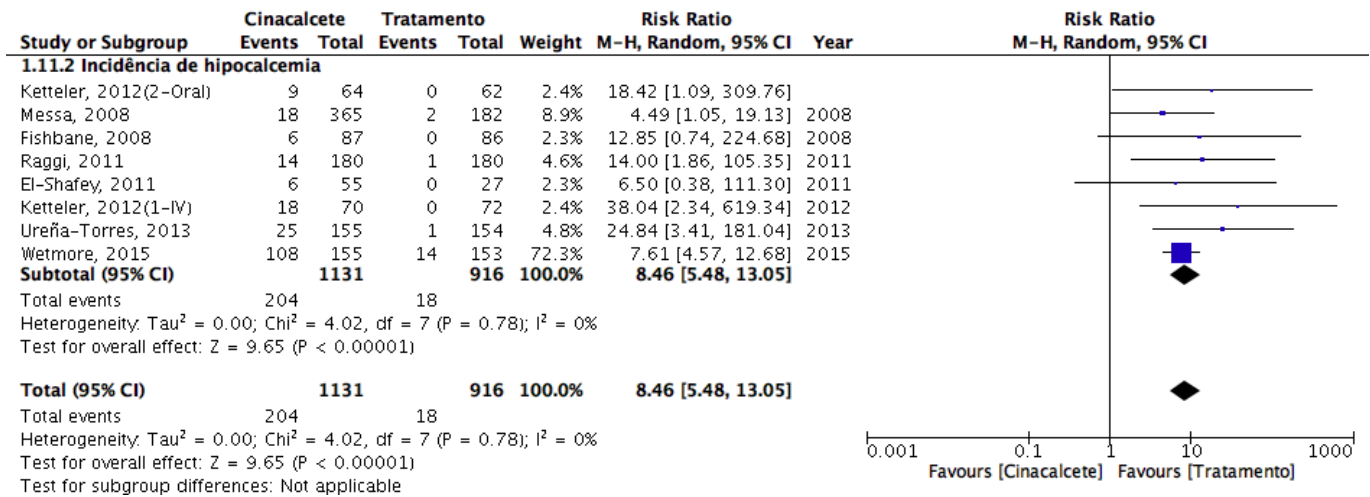 Cinacalcete Tratamento Risk Ratio Risk Ratio
Study or Subgroup Events Total Events Total Weight M-H, Random, 95% CI Year M-H, Random, 95% CI
1.11.2 Incidência de hipocalcemia
Ketteler, 2012(2-Oral) 9 64 0 62 2.4% 18.42 [1.09, 309.76]
Messa, 2008 18 365 2 182 8.9% 4.49 [1.05, 19.13] 2008
Fishbane, 2008 6 87 0 86 2.3% 12.85 [0.74, 224.68] 2008
Raggi, 2011 14 180 1 180 4.6% 14.00 [1.86, 105.35] 2011
El-Shafey, 2011 6 55 0 27 2.3% 6.50 [0.38, 111.30] 2011
Ketteler, 2012(1-IV) 18 70 0 72 2.4% 38.04 [2.34, 619.34] 2012
Ureña-Torres, 2013 25 155 1 154 4.8% 24.84 [3.41, 181.04] 2013
Wetmore, 2015 108 155 14 153 72.3% 7.61 [4.57, 12.68] 2015
Subtotal (95% CI) 1131 916 100.0% 8.46 [5.48, 13.05]
Total events 204 18
Heterogeneity: Tau² = 0.00; Chi² = 4.02, df = 7 (P = 0.78); I² = 0%
Test for overall effect: Z = 9.65 (P < 0.00001)
Total (95% CI) 1131 916 100.0% 8.46 [5.48, 13.05]
Total events 204 18
Heterogeneity: Tau² = 0.00; Chi² = 4.02, df = 7 (P = 0.78); I² = 0%
Test for overall effect: Z = 9.65 (P < 0.00001)
Test for subgroup differences: Not applicable
0.001 0.1 1 10 1000
Favours [Cinacalcete] Favours [Tratamento]